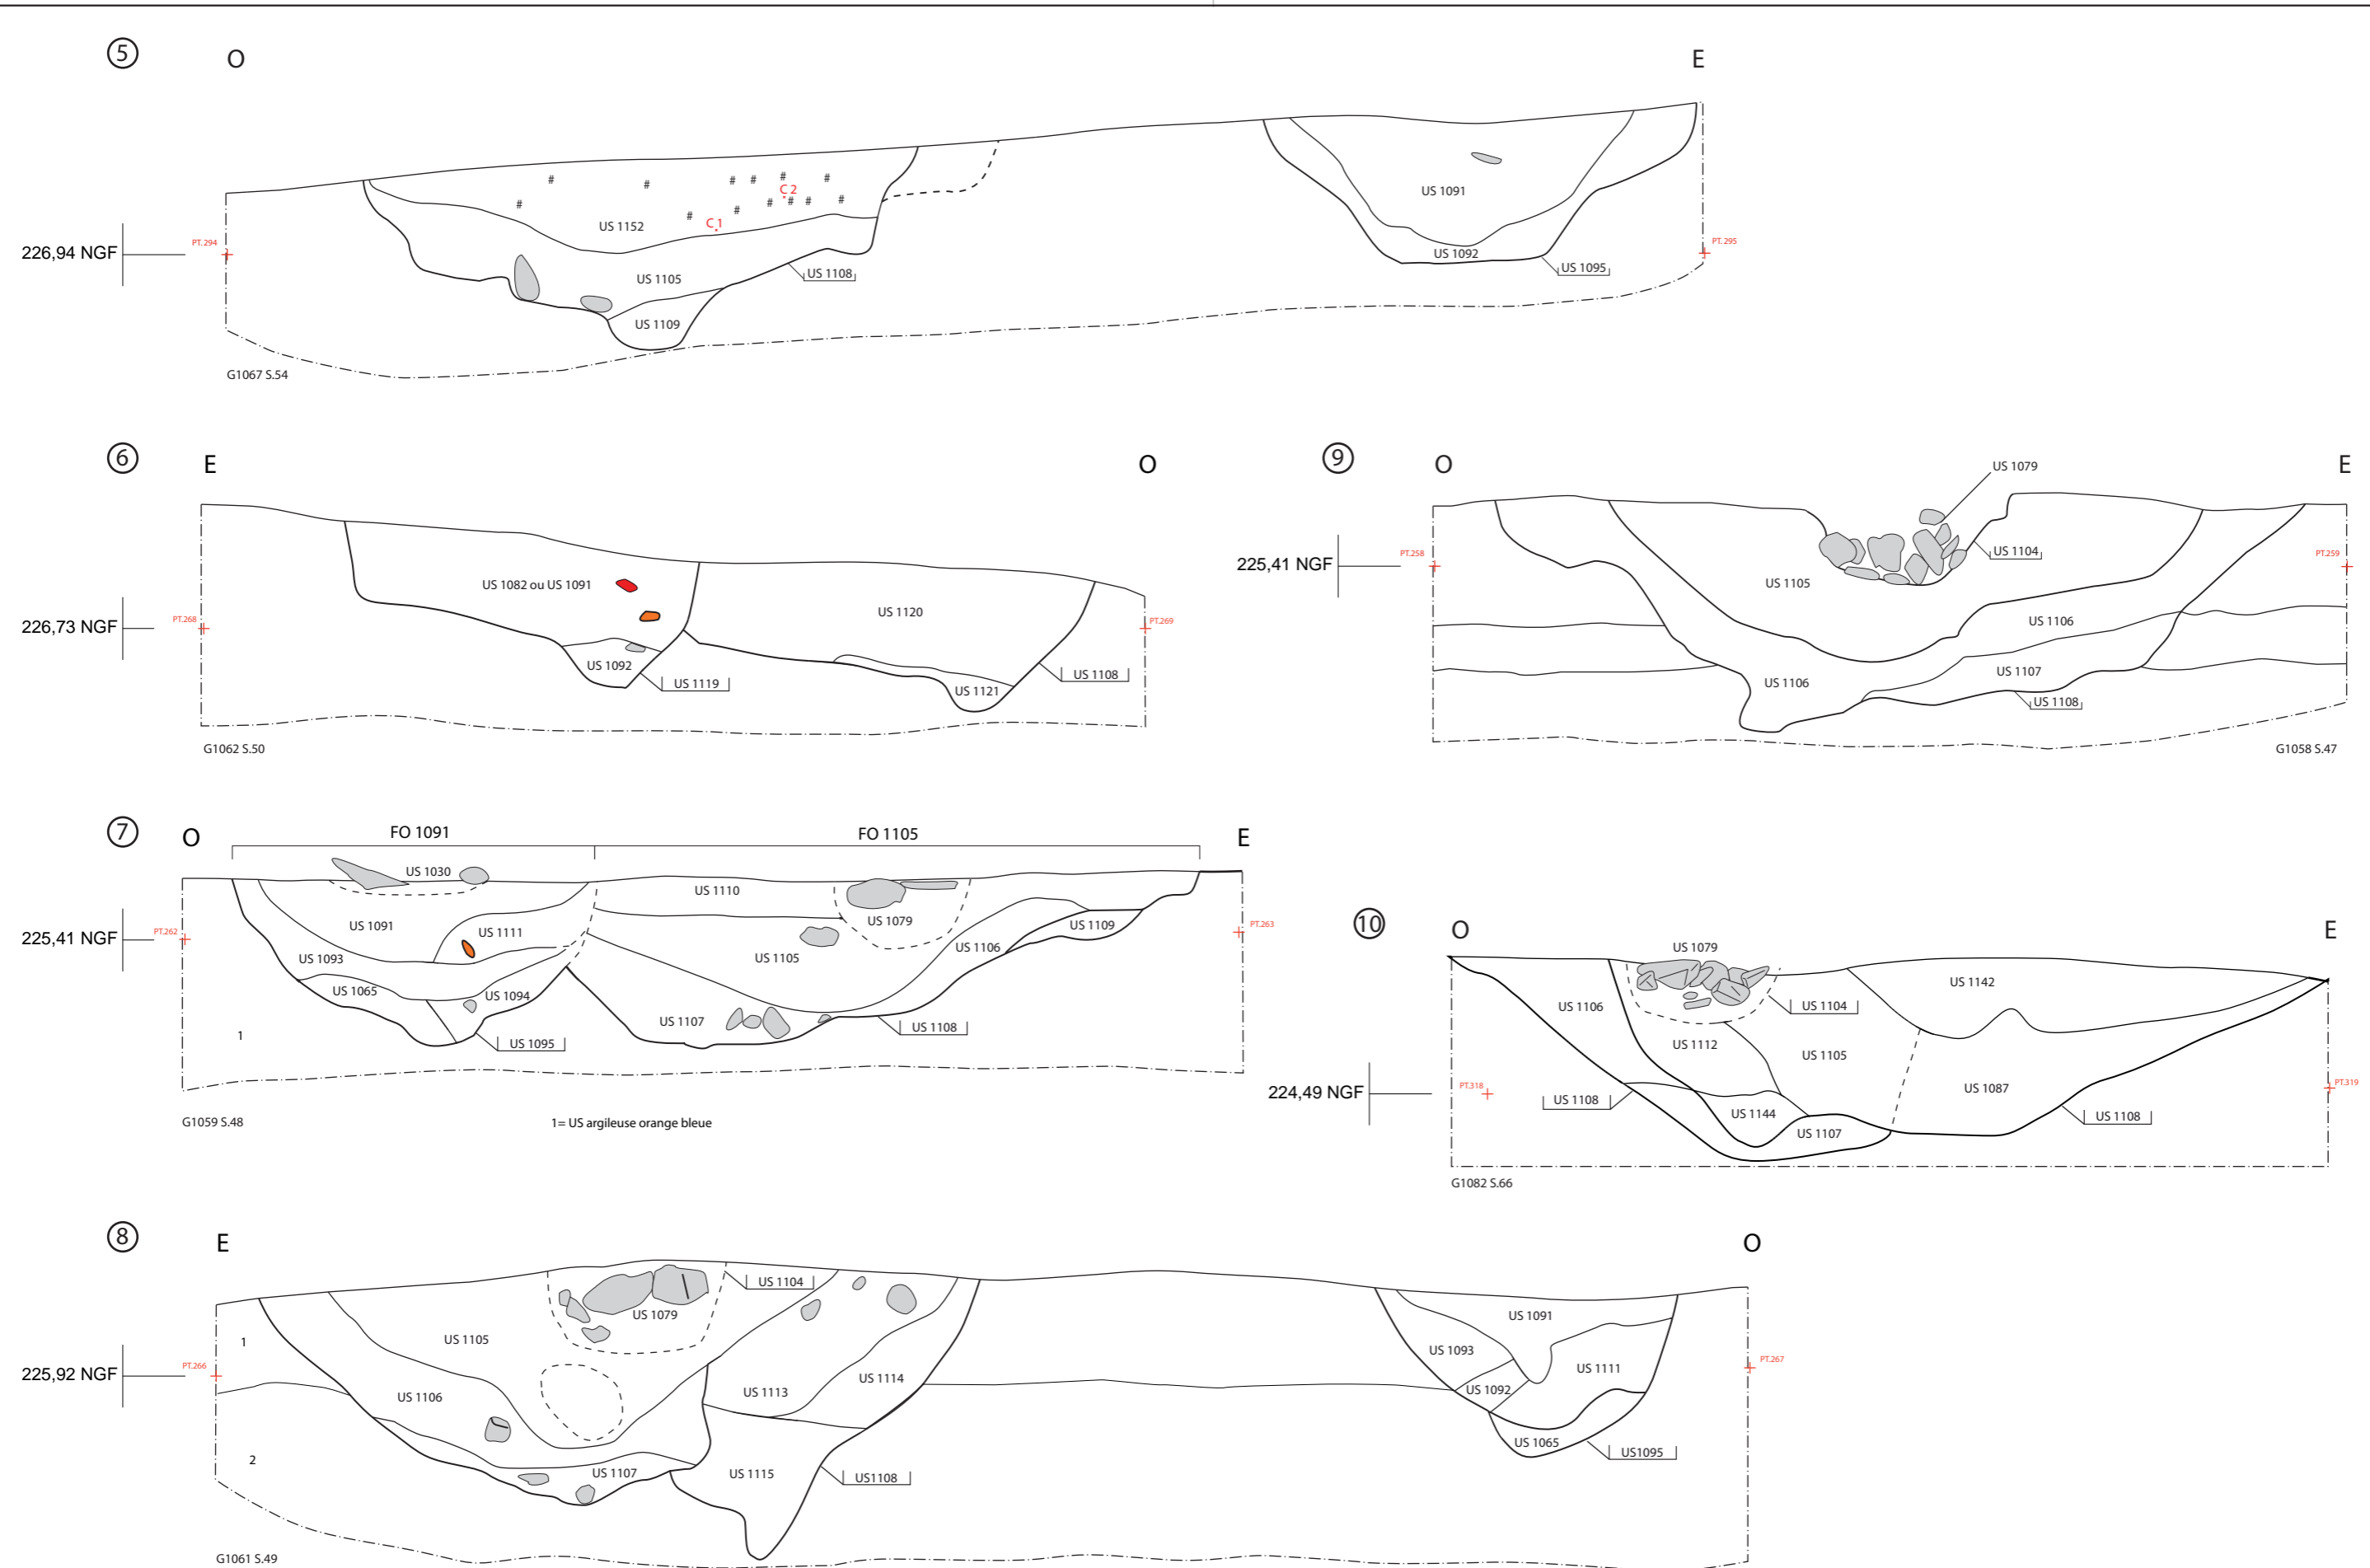 5
O
E
#
#
#
#
#
#
C 2
#
#
#
#
#
#
#
US 1152
C 1
US 1091
226,94 NGF
PT. 294
PT. 295
US 1105
US 1108
US 1092
US 1095
US 1109
G1067 S.54
6
E
O
US 1082 ou US 1091
US 1120
226,73 NGF
PT.268
PT.269
US 1092
US 1119
US 1121
US 1108
G1062 S.50
9
O
E
US 1079
US 1104
225,41 NGF
PT.258
PT.259
US 1105
US 1106
US 1107
US 1106
US 1108
G1058 S.47
7
O
FO 1091
FO 1105
E
US 1030
US 1110
US 1079
US 1109
US 1091
US 1111
225,41 NGF
PT.262
PT.263
US 1106
US 1105
US 1093
US 1065
US 1094
US 1107
US 1108
1
US 1095
G1059 S.48
1= US argileuse orange bleue
10
O
E
US 1079
US 1142
US 1106
US 1104
US 1112
US 1105
224,49 NGF
PT.318
PT.319
US 1087
US 1108
US 1144
US 1108
US 1107
G1082 S.66
8
E
O
US 1104
US 1079
US 1091
1
US 1105
US 1093
225,92 NGF
PT.266
PT.267
US 1111
US 1106
US 1113
US 1114
US 1092
2
US 1107
US 1115
US1108
US 1065
US1095
G1061 S.49